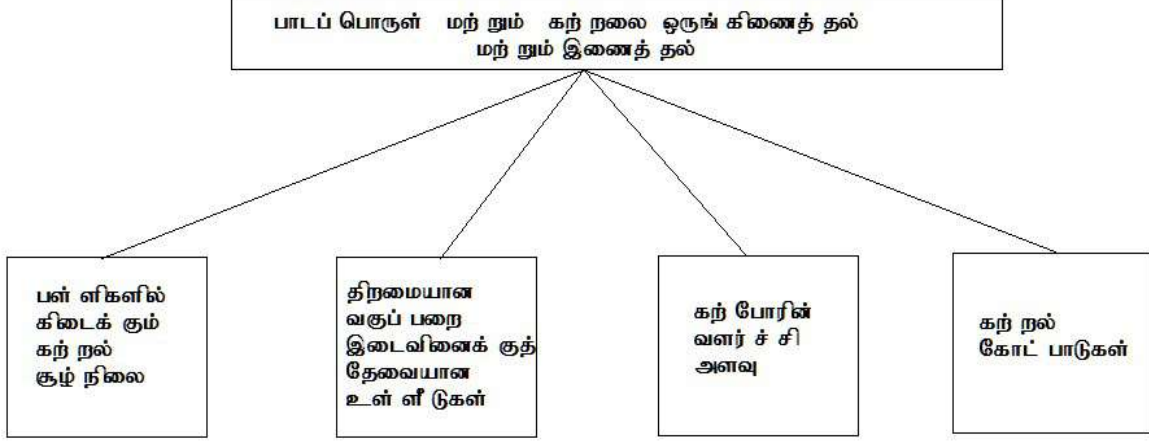 பாடப் பொருள் மற்றும் கற்றலை ஒருங்கிணைத்தல்
மற்றும் இணைத்தல்
பள்ளிகளில்
கிடைக்கும்
கற்றல்
சூழ்நிலை
திறமையான
வகுப்பறை
இடைவினைக்குத்
தேவையான
உள்ளீடுகள்
கற்போரின்
வளர்ச்சி
அளவு
கற்றல்
கோட்பாடுகள்